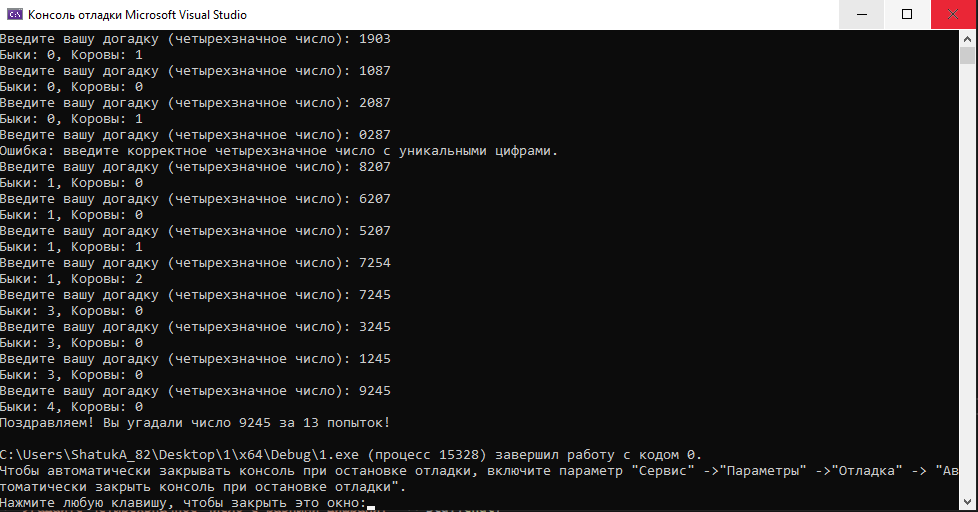 Консоль отладки Microsoft Visual Studio
Введите вашу догадку (четырехзначное число): 1903
Быки: 0, Коровы: 1
Введите вашу догадку (четырехзначное число): 1087
Быки: 0, Коровы: 0
Введите вашу догадку (четырехзначное число): 2087
Быки: 0, Коровы: 1
Введите вашу догадку (четырехзначное число): 0287
Ошибка: введите корректное четырехзначное число с уникальными цифрами.
Введите вашу догадку (четырехзначное число): 8207
Быки: 1, Коровы: 0
Введите вашу догадку (четырехзначное число): 6207
Быки: 1, Коровы: 0
Введите вашу догадку (четырехзначное число): 5207
Быки: 1, Коровы: 1
Введите вашу догадку (четырехзначное число): 7254
Быки: 1, Коровы: 2
Введите вашу догадку (четырехзначное число): 7245
Быки: 3, Коровы: 0
Введите вашу догадку (четырехзначное число): 3245
Быки: 3, Коровы: 0
Введите вашу догадку (четырехзначное число): 1245
Быки: 3, Коровы: 0
Введите вашу догадку (четырехзначное число): 9245
Быки: 4, Коровы: 0
Поздравляем! Вы угадали число 9245 за 13 попыток!
C:\Users\ShatukA_82\Desktop\1\x64\Debug\1.exe (процесс 15328) завершил работу с кодом 0.
Чтобы автоматически закрывать консоль при остановке отладки, включите параметр "Сервис" ->"Параметры" ->"Отладка" -> "Ав
томатически закрыть консоль при остановке отладки".
Нажмите любую клавишу, чтобы закрыть это окно: